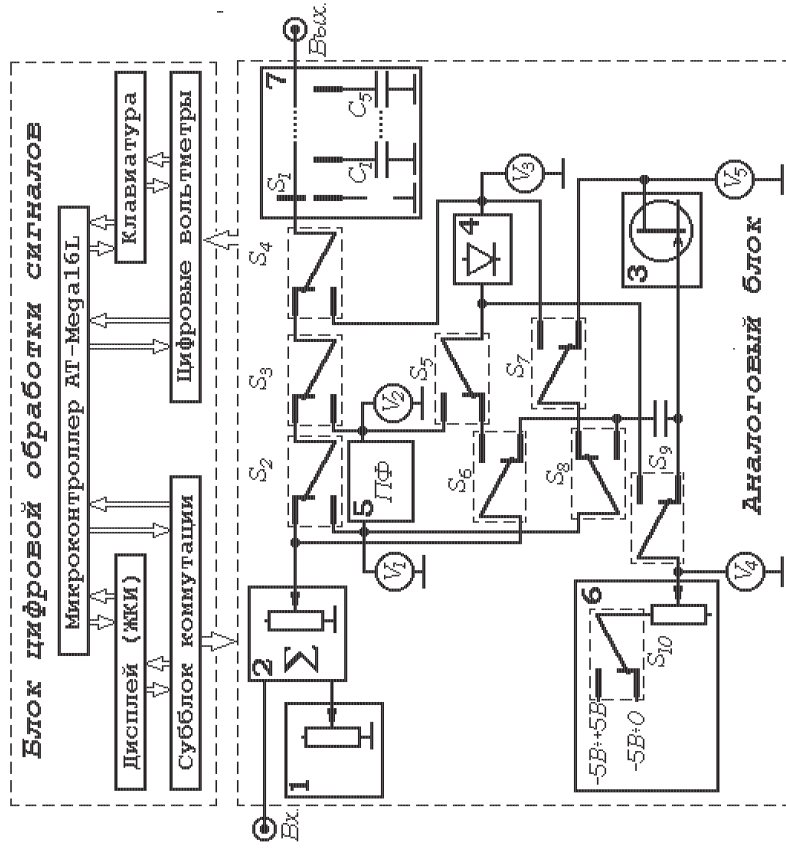 Блок цифровой обработки сигналов
Микроконтроллер AT-Mega16L
Дисплей (ЖКИ)
Клавиатура
Субблок коммутации
Цифровые вольтметры
Вх.
1
2
Σ
S2
S3
S4
S1
7
C1
C5
Вых.
5
ПФ
V1
V2
S5
4
V3
S6
S7
S8
S9
3
V5
6
-5В÷+5В
-5В÷0
S10
V4
Аналоговый блок